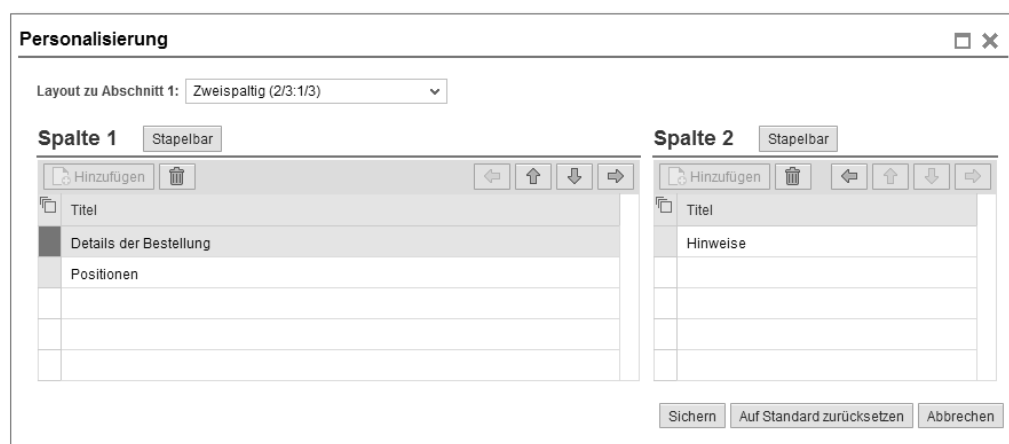 Personalisierung
Layout zu Abschnitt 1: Zweispaltig (2/3:1/3)
Spalte 1 Stapelbar
Hinzufügen
Titel
Details der Bestellung
Positionen
Spalte 2 Stapelbar
Hinzufügen
Titel
Hinweise
Sichern Auf Standard zurücksetzen Abbrechen